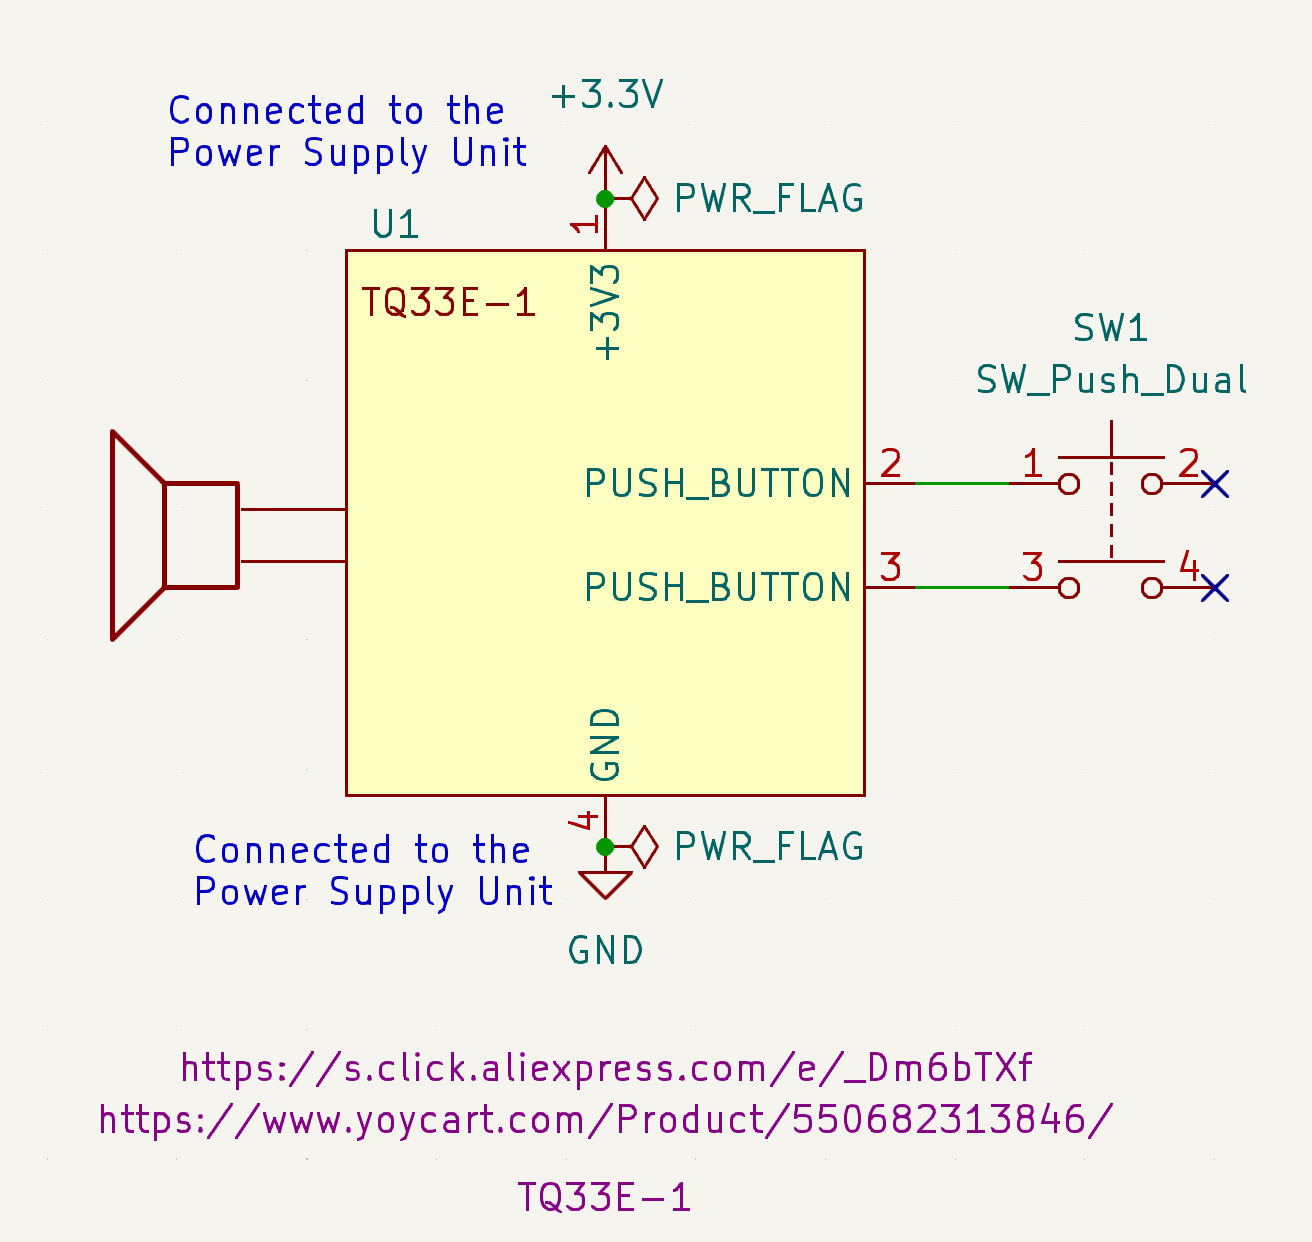 Connected to the
Power Supply Unit
+3.3V
PWR_FLAG
1
U1
TQ33E-1
+3V3
SW1
SW_Push_Dual
PUSH_BUTTON
2
1
2
PUSH_BUTTON
3
3
4
GND
4
PWR_FLAG
Connected to the
Power Supply Unit
GND
https://s.click.aliexpress.com/e/_Dm6bTXf
https://www.yoycart.com/Product/550682313846/
TQ33E-1